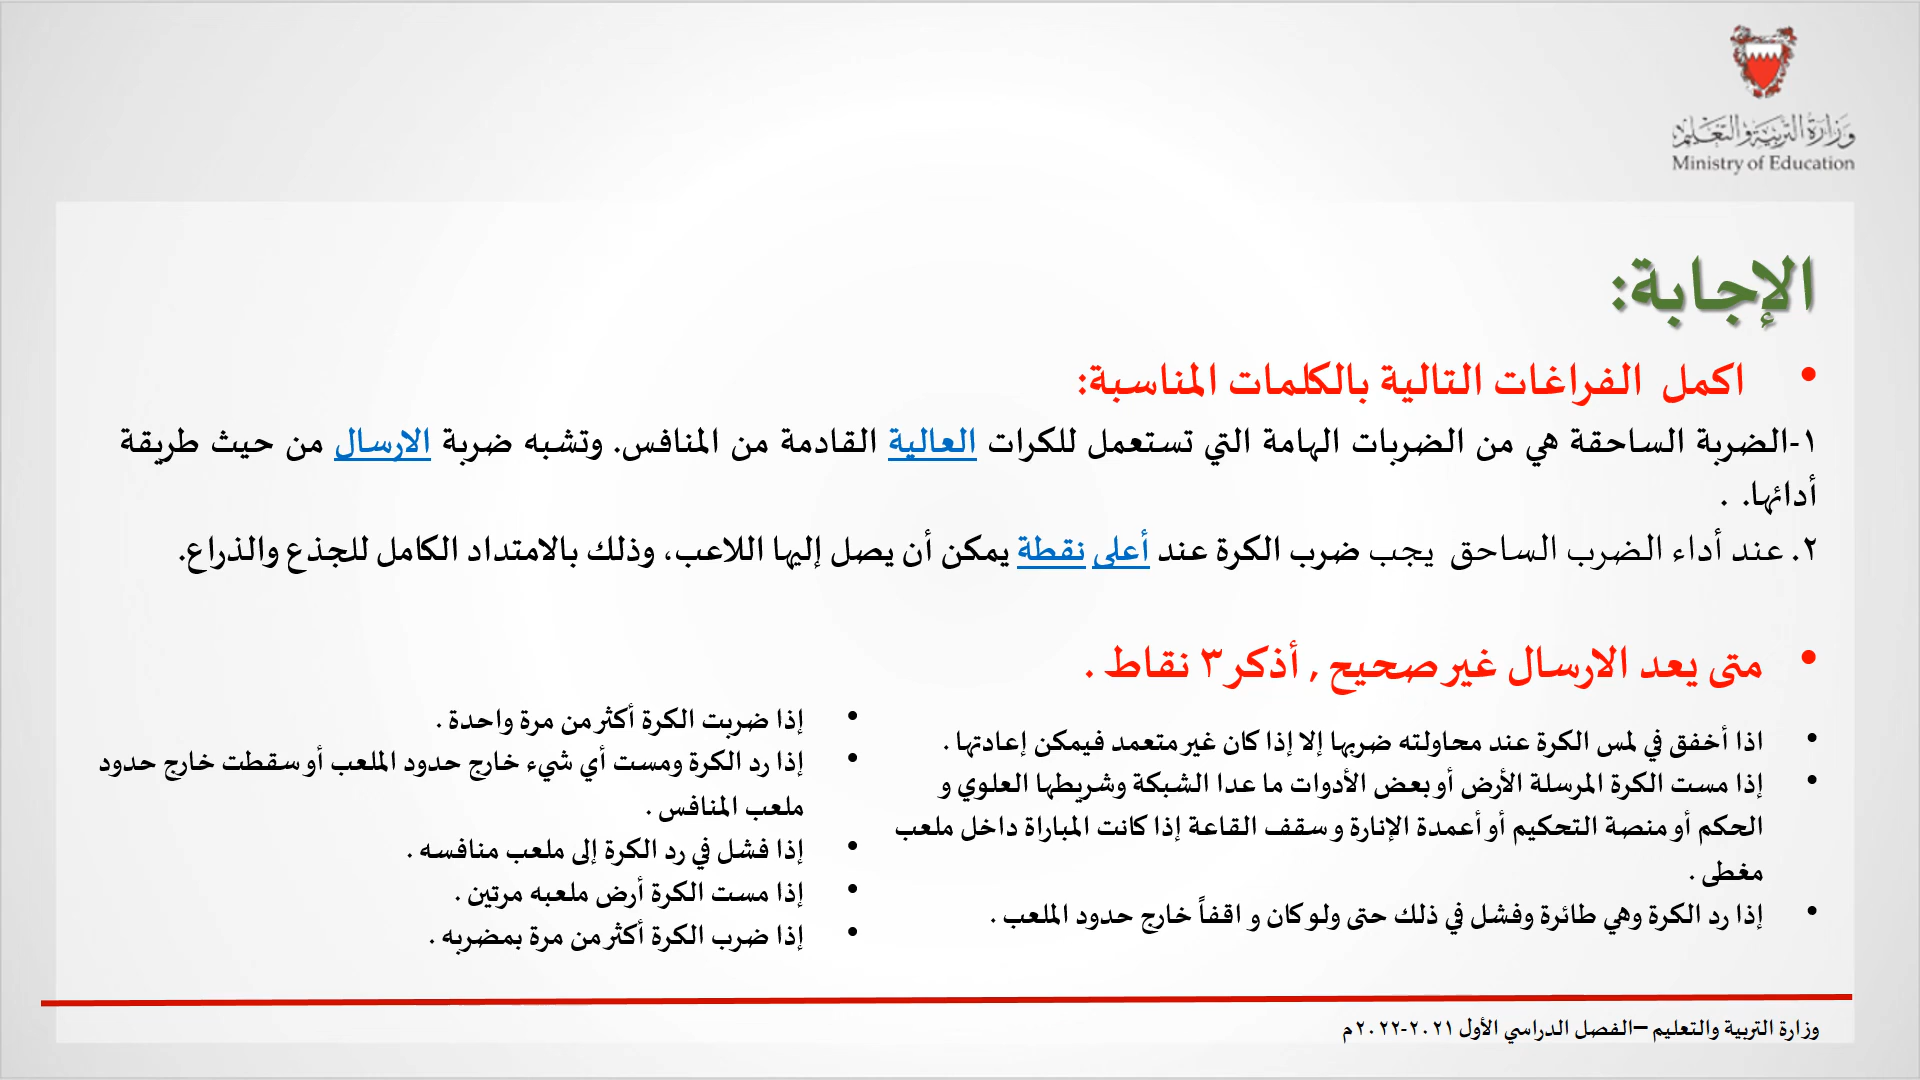 وزارة التربية والتعليم
Ministry of Education
الإجابة:
• اكمل الفراغات التالية بالكلمات المناسبة:
١-الضربة الساحقة هي من الضربات الهامة التي تستعمل للكرات العالية القادمة من المنافس. وتشبه ضربة الارسال من حيث طريقة
أدائها. .
٢. عند أداء الضرب الساحق يجب ضرب الكرة عند أعلى نقطة يمكن أن يصل إليها اللاعب، وذلك بالامتداد الكامل للجذع والذراع.
• متى يعد الارسال غير صحيح , أذكر ٣ نقاط .
• اذا أخفق في لمس الكرة عند محاولته ضربها إلا إذا كان غير متعمد فيمكن إعادتها .
• إذا مست الكرة المرسلة الأرض أو بعض الأدوات ما عدا الشبكة وشريطها العلوي و
الحكم أو منصة التحكيم أو أعمدة الإنارة و سقف القاعة إذا كانت المباراة داخل ملعب
مغطى .
• إذا رد الكرة وهي طائرة وفشل في ذلك حتى ولو كان و اقفاً خارج حدود الملعب .
• إذا ضربت الكرة أكثر من مرة واحدة .
• إذا رد الكرة ومست أي شيء خارج حدود الملعب أو سقطت خارج حدود
ملعب المنافس .
• إذا فشل في رد الكرة إلى ملعب منافسه .
• إذا مست الكرة أرض ملعبه مرتين .
• إذا ضرب الكرة أكثر من مرة بمضربه .
وزارة التربية والتعليم –الفصل الدراسي الأول ٢٠٢١-٢٠٢٢م